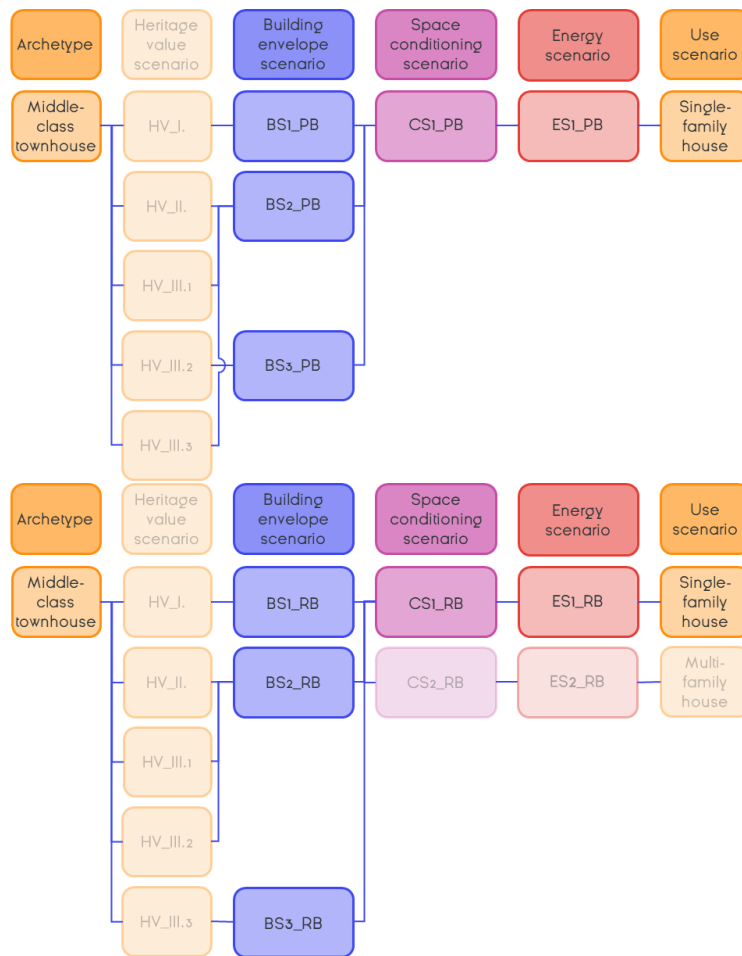 Archetype
Heritage
value
scenario
Building
envelope
scenario
Space
conditioning
scenario
Energy
scenario
Use
scenario
Middle-
class
townhouse
HV_I.
BS1_PB
CS1_PB
ES1_PB
Single-
family
house
HV_II.
BS2_PB
HV_III.1
HV_III.2
BS3_PB
HV_III.3
Archetype
Heritage
value
scenario
Building
envelope
scenario
Space
conditioning
scenario
Energy
scenario
Use
scenario
Middle-
class
townhouse
HV_I.
BS1_RB
CS1_RB
ES1_RB
Single-
family
house
HV_II.
BS2_RB
CS2_RB
ES2_RB
Multi-
family
house
HV_III.1
HV_III.2
HV_III.3
BS3_RB